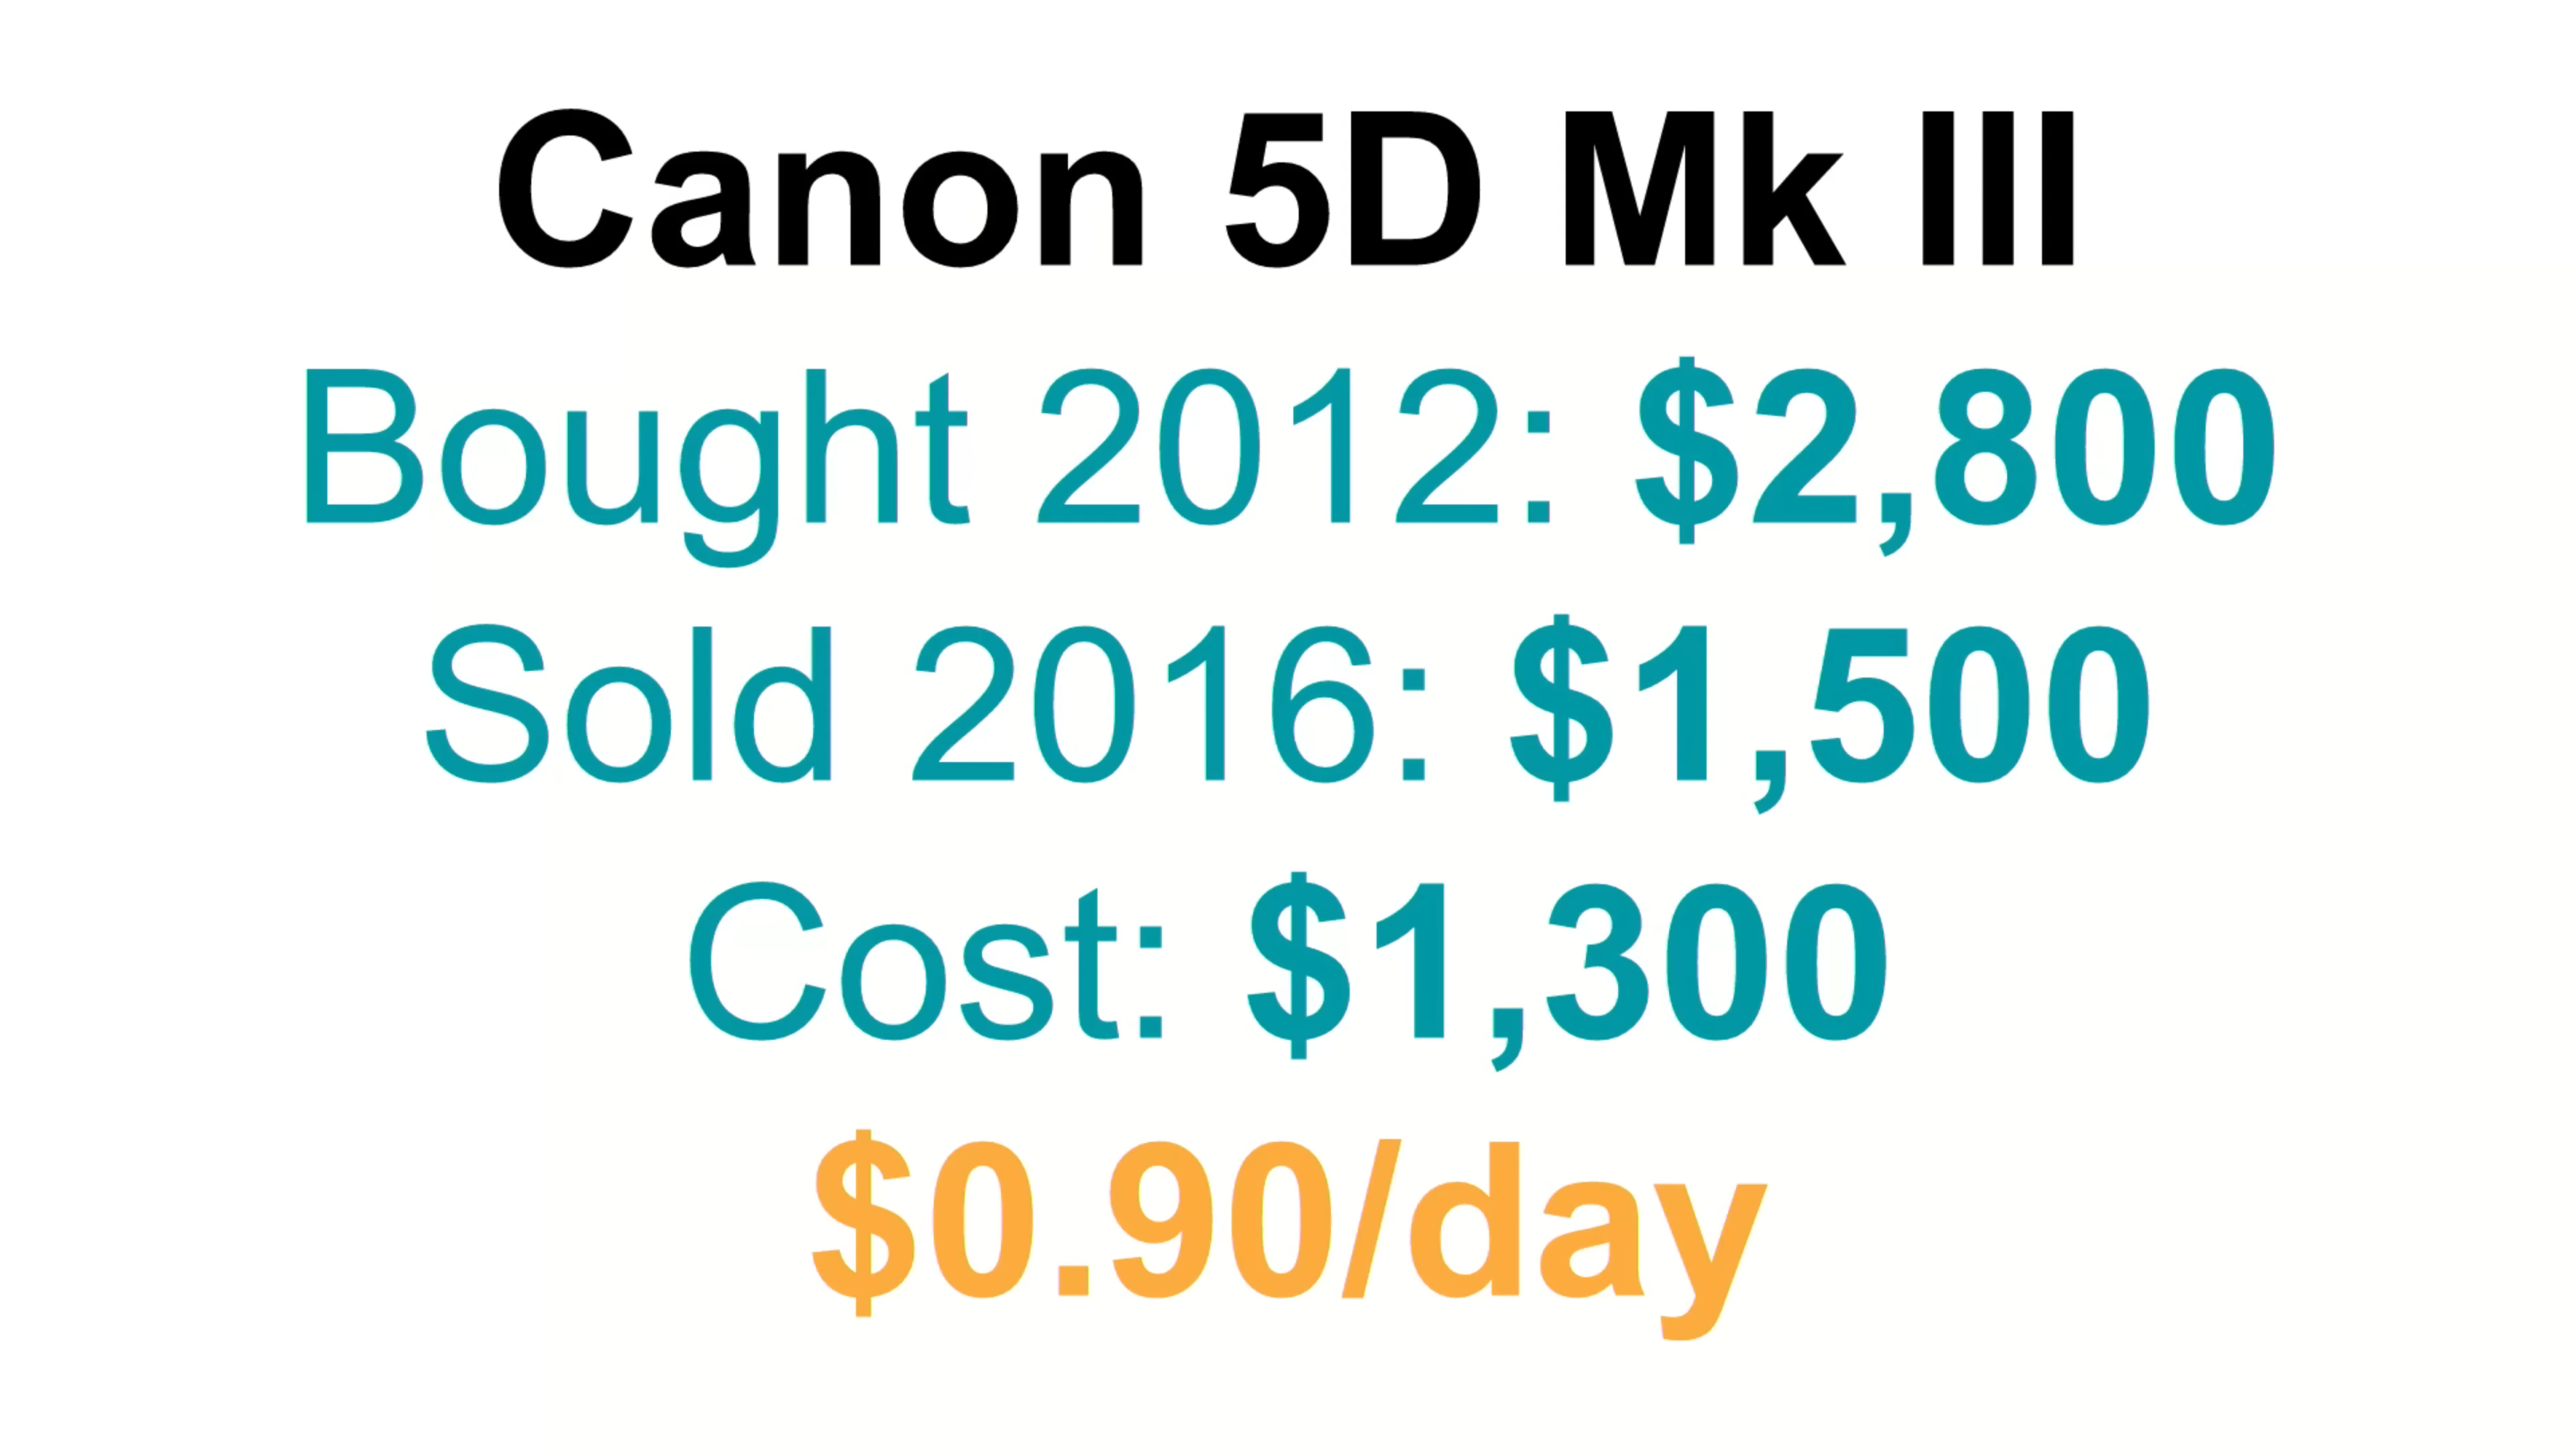 Canon 5D Mk III
Bought 2012: $2,800
Sold 2016: $1,500
Cost: $1,300
$0.90/day